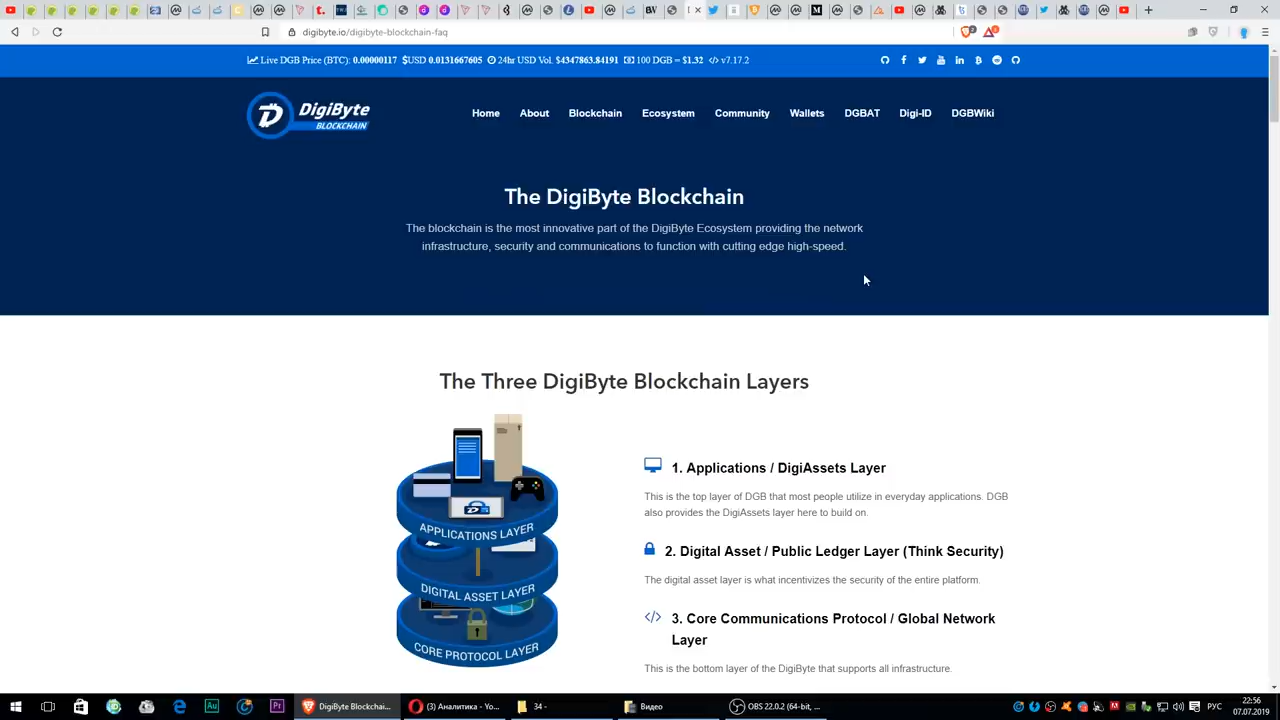 digibyte.io/digibyte-blockchain-faq
Live DGB Price (BTC): 0.00000117 $USD 0.0131667605 24hr USD Vol. $4347863.84191 100 DGB = $1.32 </> v7.17.2
DigiByte
BLOCKCHAIN
Home About Blockchain Ecosystem Community Wallets DGBAT Digi-ID DGBWiki
The DigiByte Blockchain
The blockchain is the most innovative part of the DigiByte Ecosystem providing the network
infrastructure, security and communications to function with cutting edge high-speed.
The Three DigiByte Blockchain Layers
APPLICATIONS LAYER
DIGITAL ASSET LAYER
CORE PROTOCOL LAYER
1. Applications / DigiAssets Layer
This is the top layer of DGB that most people utilize in everyday applications. DGB
also provides the DigiAssets layer here to build on.
2. Digital Asset / Public Ledger Layer (Think Security)
The digital asset layer is what incentivizes the security of the entire platform.
3. Core Communications Protocol / Global Network
Layer
This is the bottom layer of the DigiByte that supports all infrastructure.
DigiByte Blockchai...
(3) Аналитика - Yo...
34 -
Видео
OBS 22.0.2 (64-bit, ...
РУС
22:56
07.07.2019